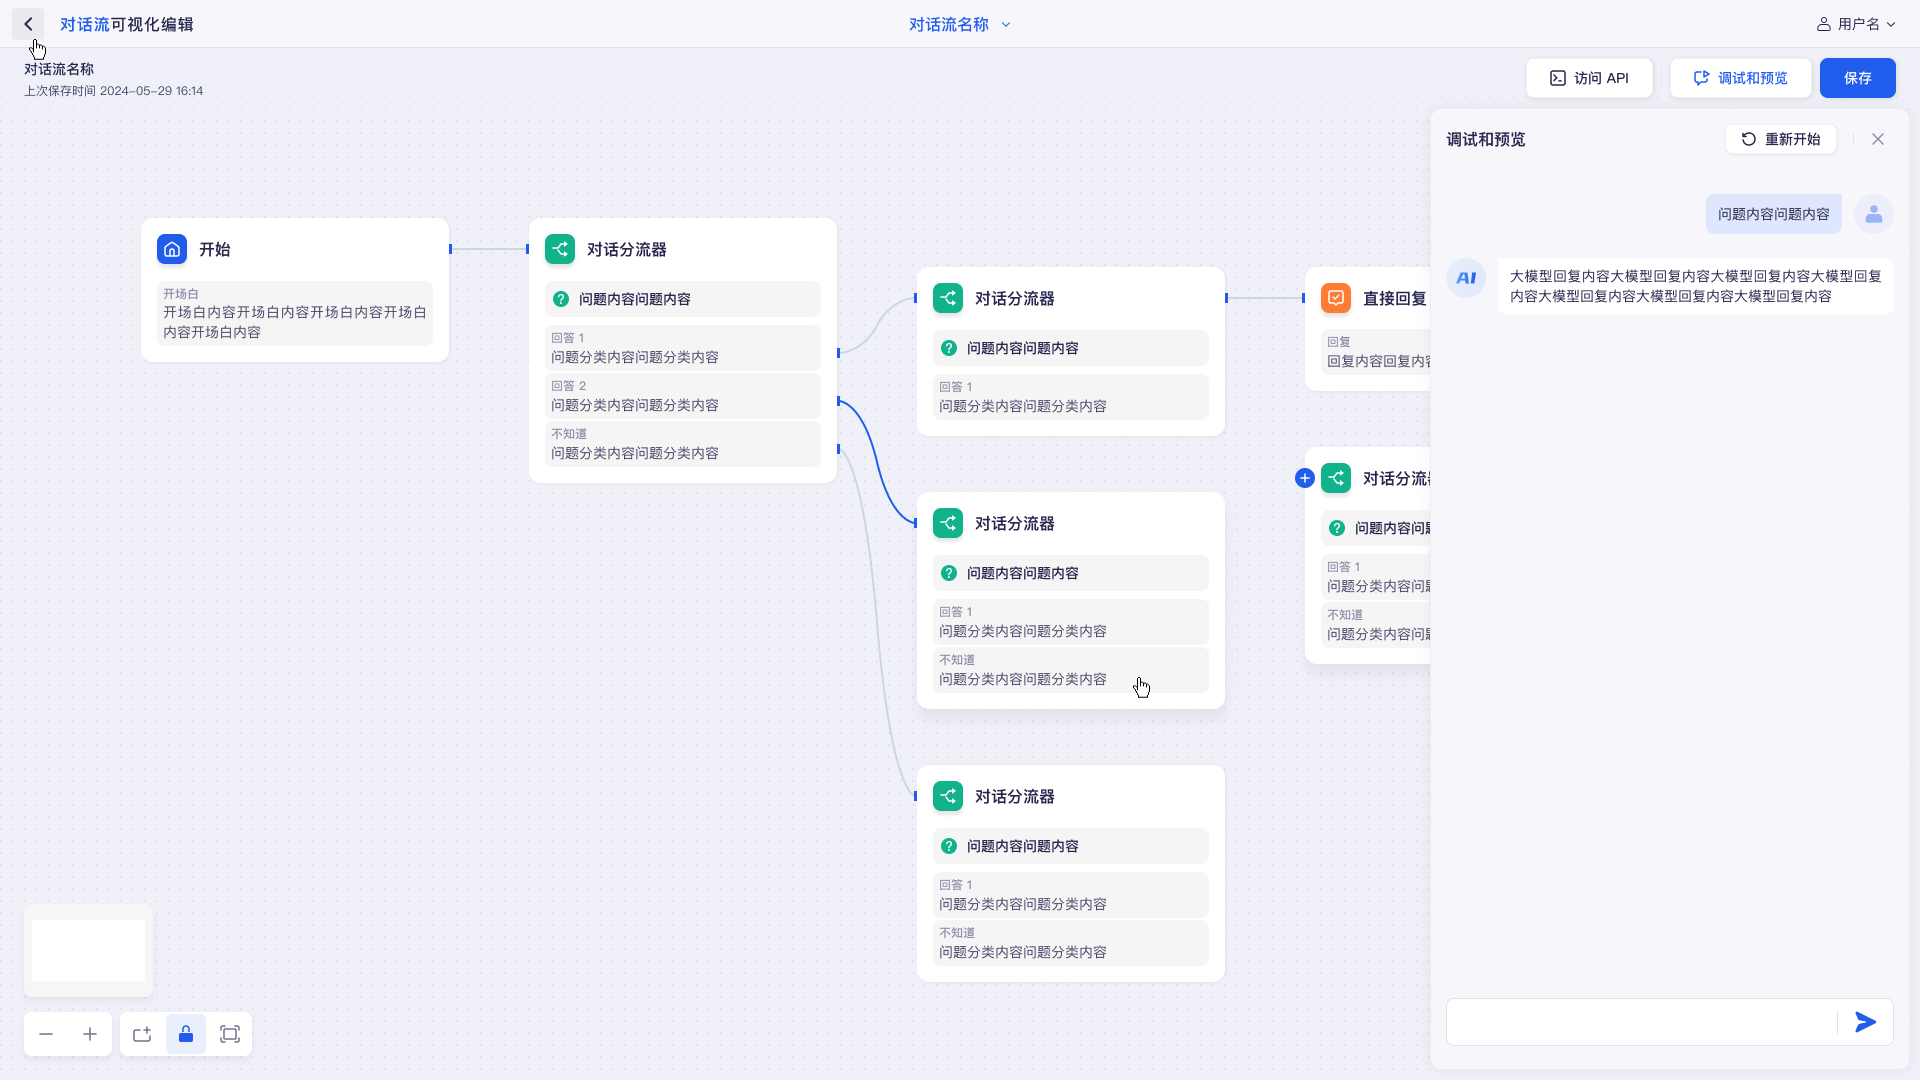 对话流可视化编辑
对话流名称
用户名
对话流名称
上次保存时间 2024-05-29 16:14
访问 API
调试和预览
保存
开始
开场白
开场白内容开场白内容开场白内容开场白
内容开场白内容
对话分流器
问题内容问题内容
回答 1
问题分类内容问题分类内容
回答 2
问题分类内容问题分类内容
不知道
问题分类内容问题分类内容
对话分流器
问题内容问题内容
回答 1
问题分类内容问题分类内容
对话分流器
问题内容问题内容
回答 1
问题分类内容问题分类内容
不知道
问题分类内容问题分类内容
对话分流器
问题内容问题内容
回答 1
问题分类内容问题分类内容
不知道
问题分类内容问题分类内容
直接回复
回复
回复内容回复内
对话分流
问题内容问
回答 1
问题分类内容问
不知道
问题分类内容问
调试和预览
重新开始
问题内容问题内容
AI
大模型回复内容大模型回复内容大模型回复内容大模型回复
内容大模型回复内容大模型回复内容大模型回复内容